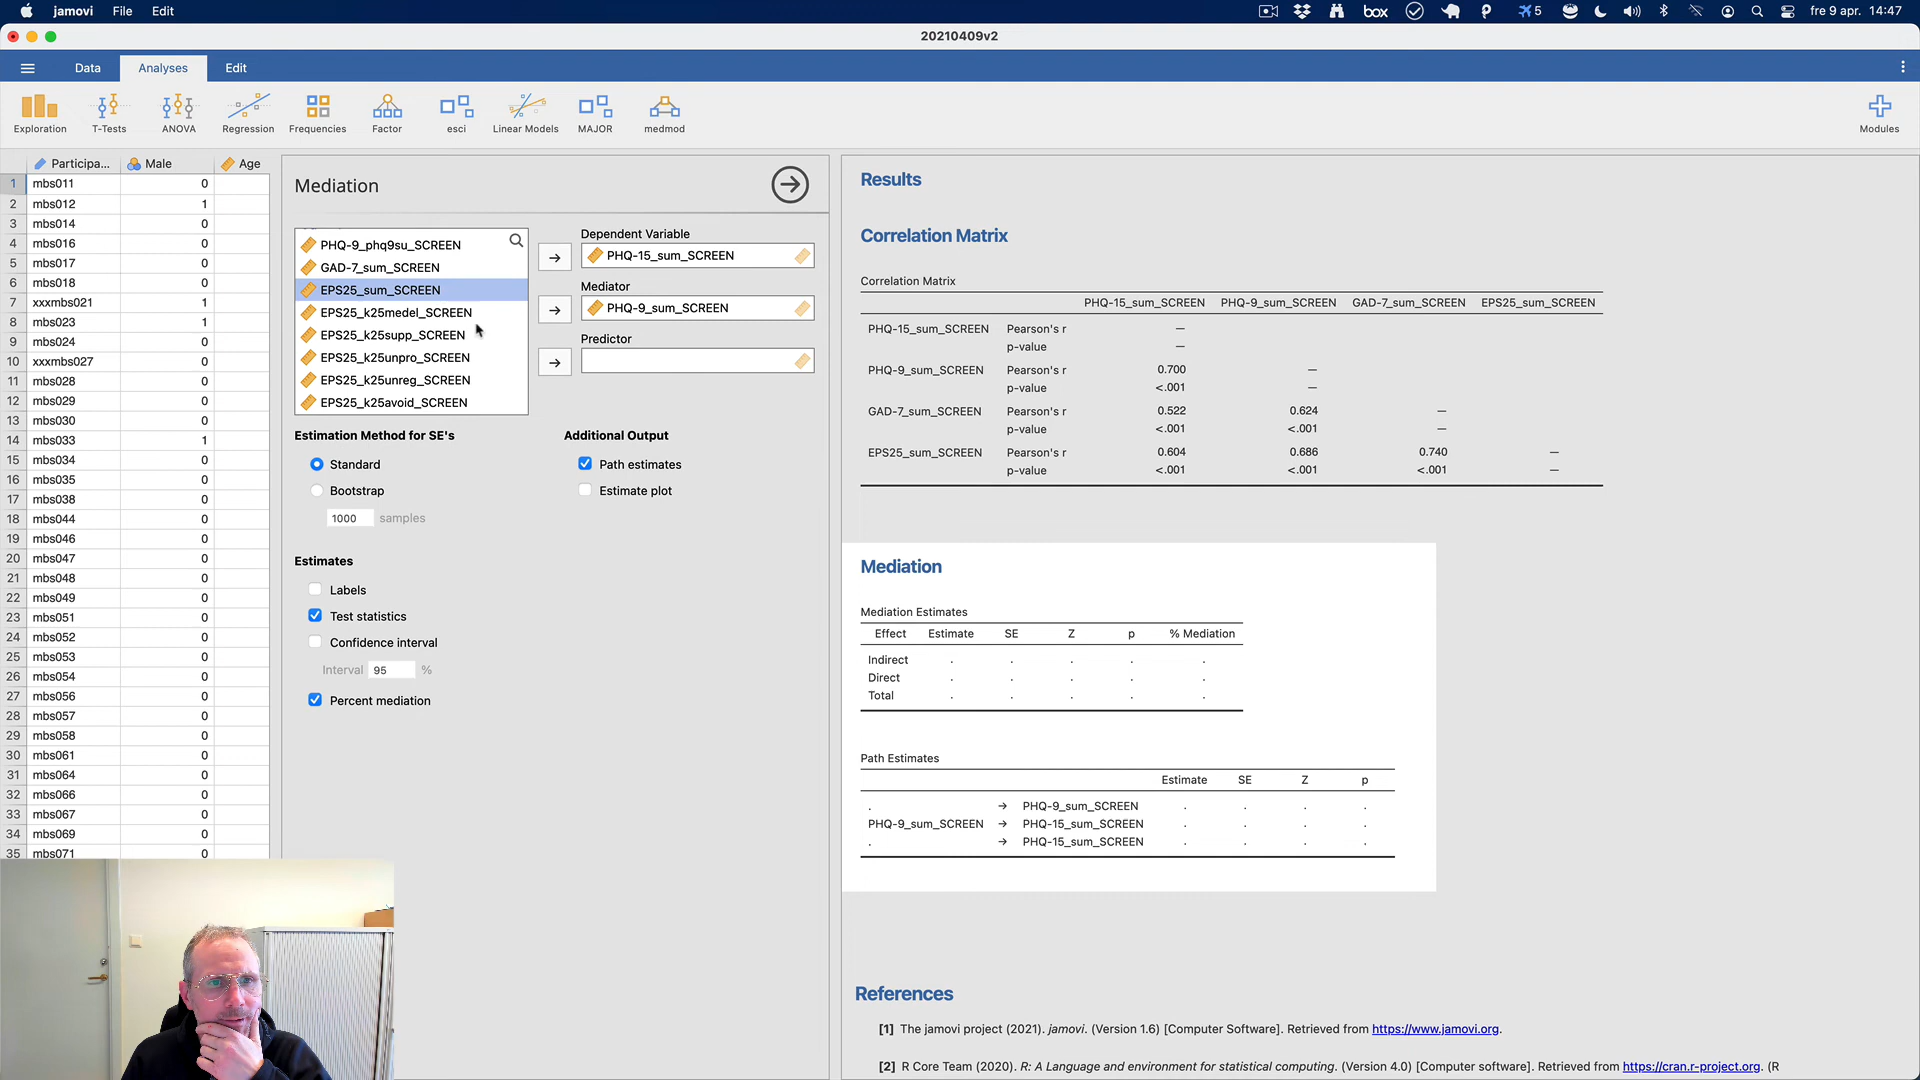 jamovi File Edit box 5 fre 9 apr. 14:47
20210409v2
Data Analyses Edit
Exploration T-Tests ANOVA Regression Frequencies Factor esci Linear Models MAJOR medmod Modules
Participa... Male Age
1 mbs011 0
2 mbs012 1
3 mbs014 0
4 mbs016 0
5 mbs017 0
6 mbs018 0
7 xxxmbs021 1
8 mbs023 1
9 mbs024 0
10 xxxmbs027 0
11 mbs028 0
12 mbs029 0
13 mbs030 0
14 mbs033 1
15 mbs034 0
16 mbs035 0
17 mbs038 0
18 mbs044 0
19 mbs046 0
20 mbs047 0
21 mbs048 0
22 mbs049 0
23 mbs051 0
24 mbs052 0
25 mbs053 0
26 mbs054 0
27 mbs056 0
28 mbs057 0
29 mbs058 0
30 mbs061 0
31 mbs064 0
32 mbs066 0
33 mbs067 0
34 mbs069 0
35 mbs071 0
Mediation
PHQ-9_phq9su_SCREEN
GAD-7_sum_SCREEN
EPS25_sum_SCREEN
EPS25_k25medel_SCREEN
EPS25_k25supp_SCREEN
EPS25_k25unpro_SCREEN
EPS25_k25unreg_SCREEN
EPS25_k25avoid_SCREEN
Dependent Variable
PHQ-15_sum_SCREEN
Mediator
PHQ-9_sum_SCREEN
Predictor
Estimation Method for SE's
Standard
Bootstrap
1000 samples
Additional Output
Path estimates
Estimate plot
Estimates
Labels
Test statistics
Confidence interval
Interval 95 %
Percent mediation
Results
Correlation Matrix
Correlation Matrix
PHQ-15_sum_SCREEN PHQ-9_sum_SCREEN GAD-7_sum_SCREEN EPS25_sum_SCREEN
PHQ-15_sum_SCREEN Pearson's r —
p-value —
PHQ-9_sum_SCREEN Pearson's r 0.700 —
p-value <.001 —
GAD-7_sum_SCREEN Pearson's r 0.522 0.624 —
p-value <.001 <.001 —
EPS25_sum_SCREEN Pearson's r 0.604 0.686 0.740 —
p-value <.001 <.001 <.001 —
Mediation
Mediation Estimates
Effect Estimate SE Z p % Mediation
Indirect . . . . .
Direct . . . . .
Total . . . . .
Path Estimates
Estimate SE Z p
. → PHQ-9_sum_SCREEN . . . .
PHQ-9_sum_SCREEN → PHQ-15_sum_SCREEN . . . .
. → PHQ-15_sum_SCREEN . . . .
References
[1] The jamovi project (2021). jamovi. (Version 1.6) [Computer Software]. Retrieved from https://www.jamovi.org.
[2] R Core Team (2020). R: A Language and environment for statistical computing. (Version 4.0) [Computer software]. Retrieved from https://cran.r-project.org. (R